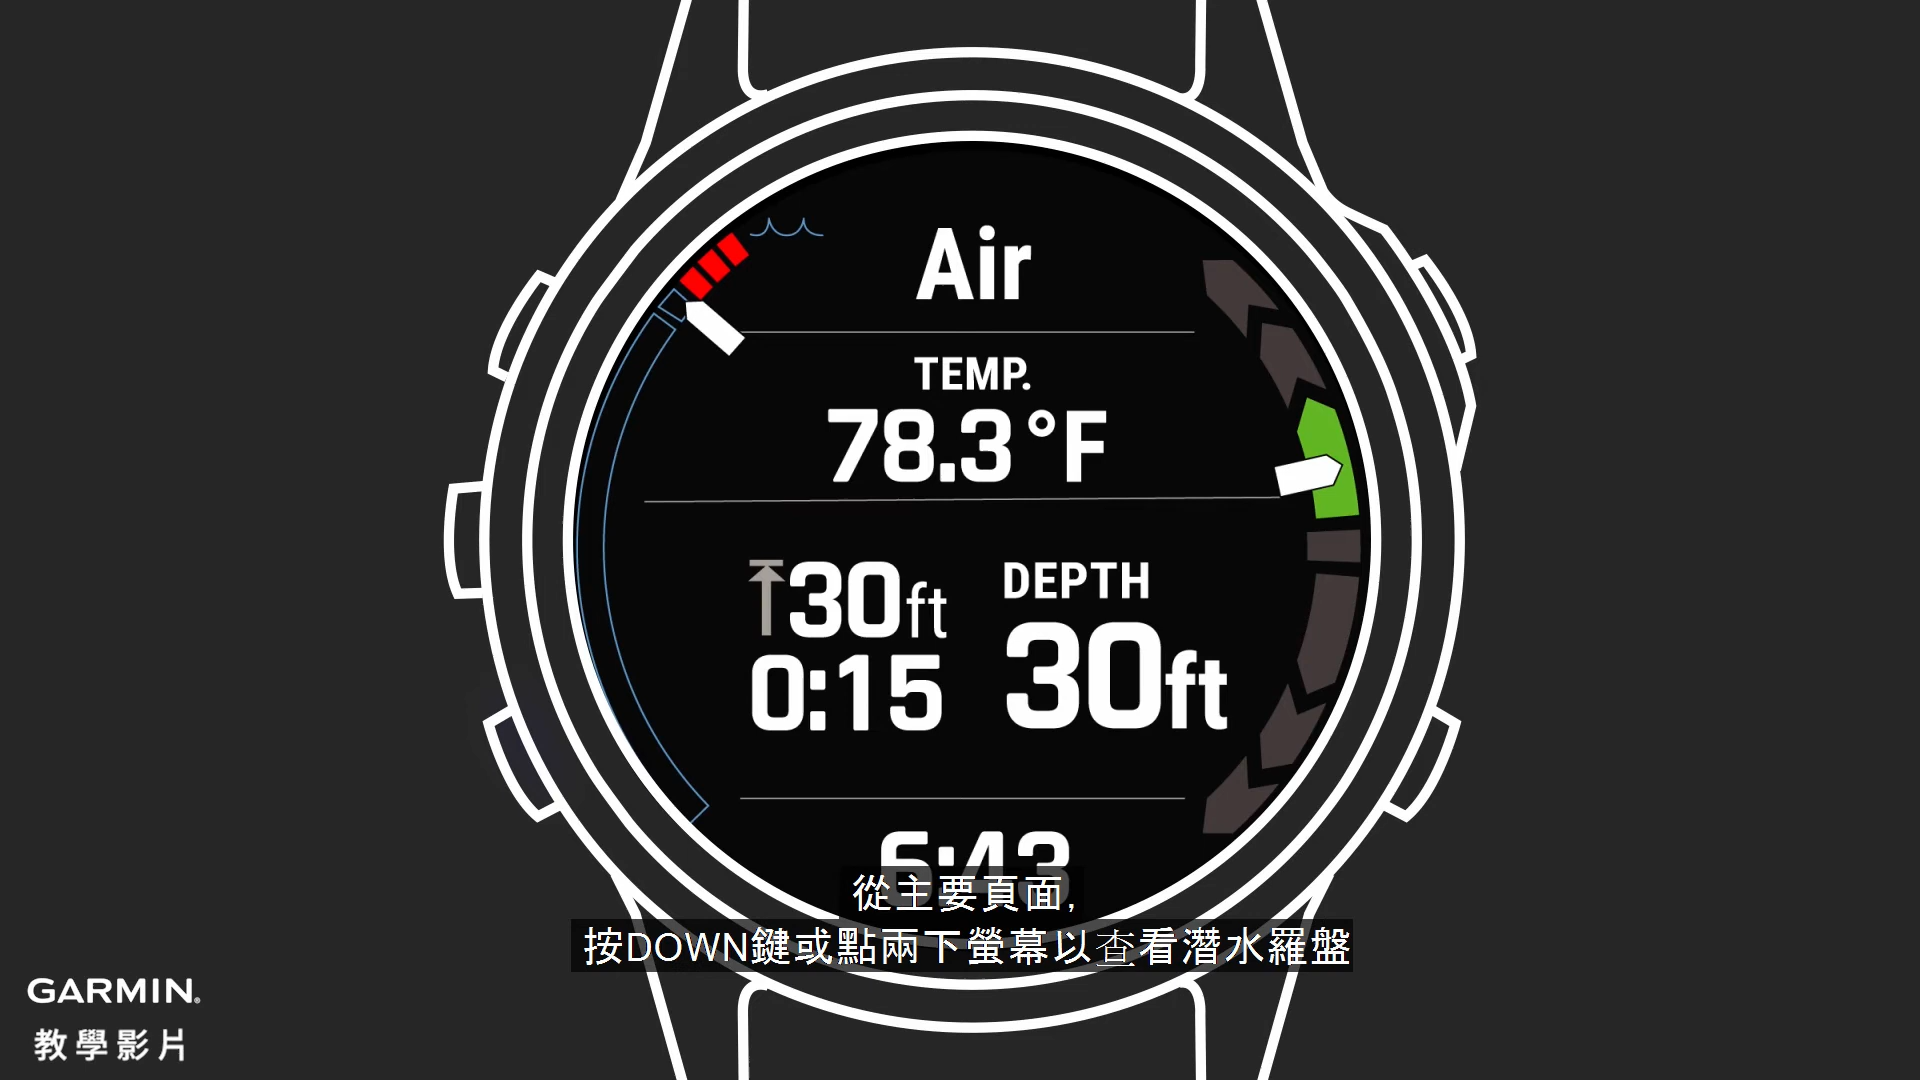 Air
TEMP.
78.3°F
30ft
0:15
DEPTH
30ft
6:43
從主要頁面,
按DOWN鍵或點兩下螢幕以查看潛水羅盤
GARMIN®
教學影片